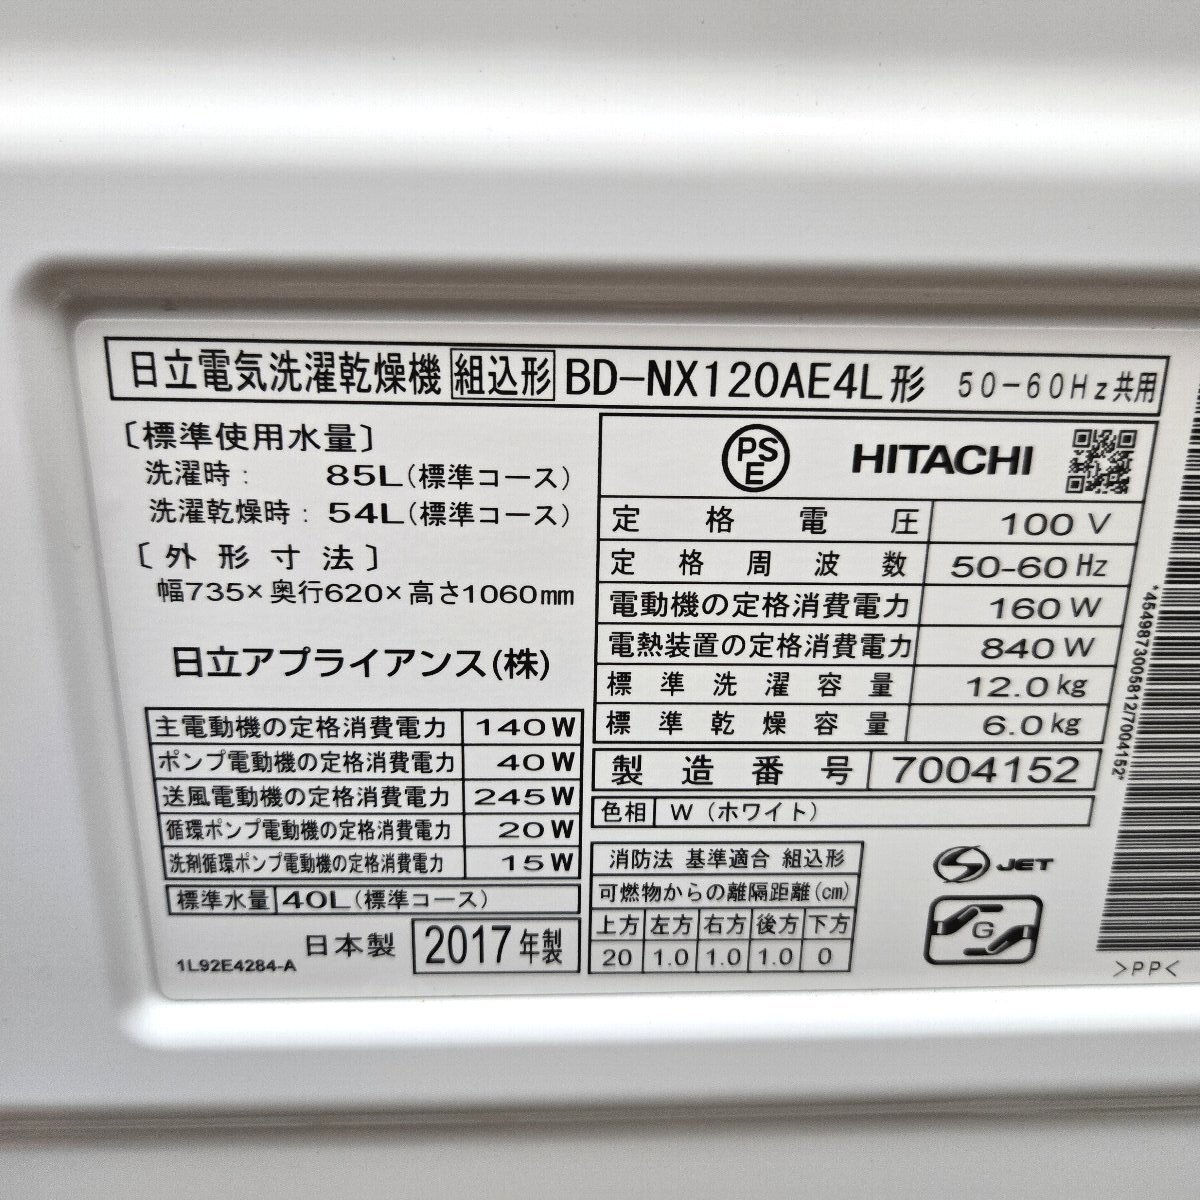 日立電気洗濯乾燥機 組込形 BD-NX120AE4L形 50-60Hz共用
〔標準使用水量〕
洗濯時: 85L(標準コース)
洗濯乾燥時: 54L(標準コース)
〔外形寸法〕
幅735×奥行620×高さ1060mm
日立アプライアンス(株)
主電動機の定格消費電力 140W
ポンプ電動機の定格消費電力 40W
送風電動機の定格消費電力 245W
循環ポンプ電動機の定格消費電力 20W
洗剤循環ポンプ電動機の定格消費電力 15W
標準水量 40L(標準コース)
日本製 2017年製
1L92E4284-A
PSE HITACHI
定格電圧 100V
定格周波数 50-60Hz
電動機の定格消費電力 160W
電熱装置の定格消費電力 840W
標準洗濯容量 12.0kg
標準乾燥容量 6.0kg
製造番号 7004152
色相 W (ホワイト)
消防法 基準適合 組込形
可燃物からの離隔距離(cm)
上方 左方 右方 後方 下方
20 1.0 1.0 1.0 0
S JET
G
>PP<
*4549873005812/7004152*